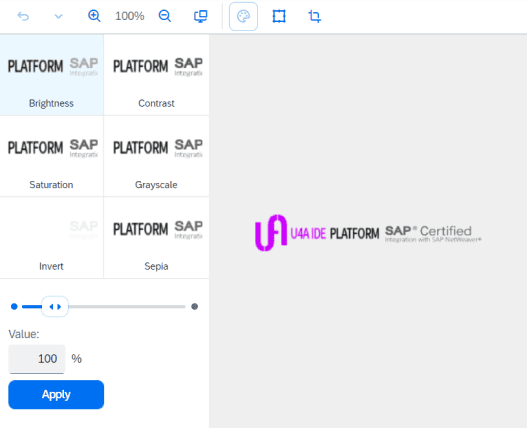 100%
PLATFORM SAP
Integratio
Brightness
PLATFORM SAP
Integratio
Contrast
PLATFORM SAP
Integratio
Saturation
PLATFORM SAP
Integratio
Grayscale
SAP
Integratio
Invert
PLATFORM SAP
Integratio
Sepia
Value:
100 %
Apply
UA U4A IDE PLATFORM SAP® Certified
Integration with SAP NetWeaver®